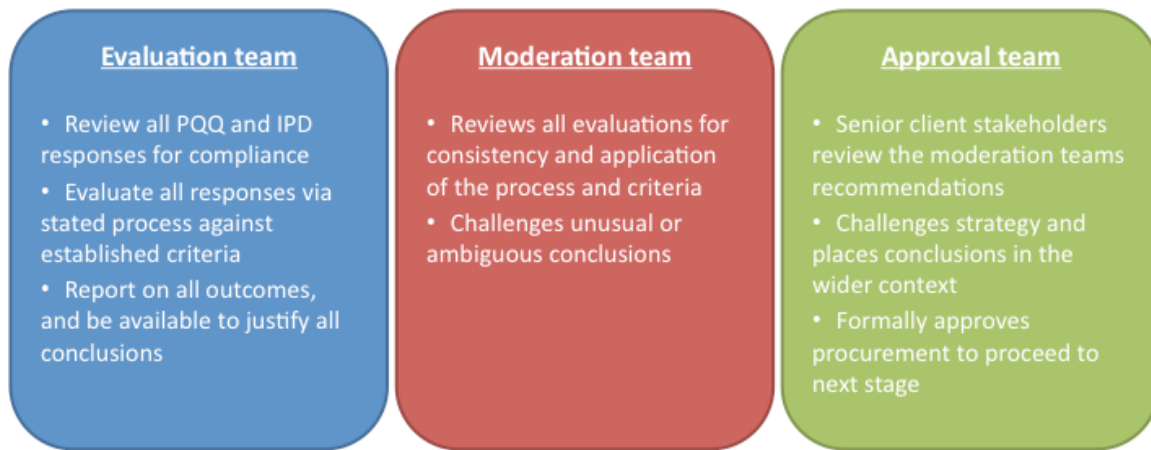 Evaluation team
• Review all PQQ and IPD
responses for compliance
• Evaluate all responses via
stated process against
established criteria
• Report on all outcomes,
and be available to justify all
conclusions
Moderation team
• Reviews all evaluations for
consistency and application
of the process and criteria
• Challenges unusual or
ambiguous conclusions
Approval team
• Senior client stakeholders
review the moderation teams
recommendations
• Challenges strategy and
places conclusions in the
wider context
• Formally approves
procurement to proceed to
next stage